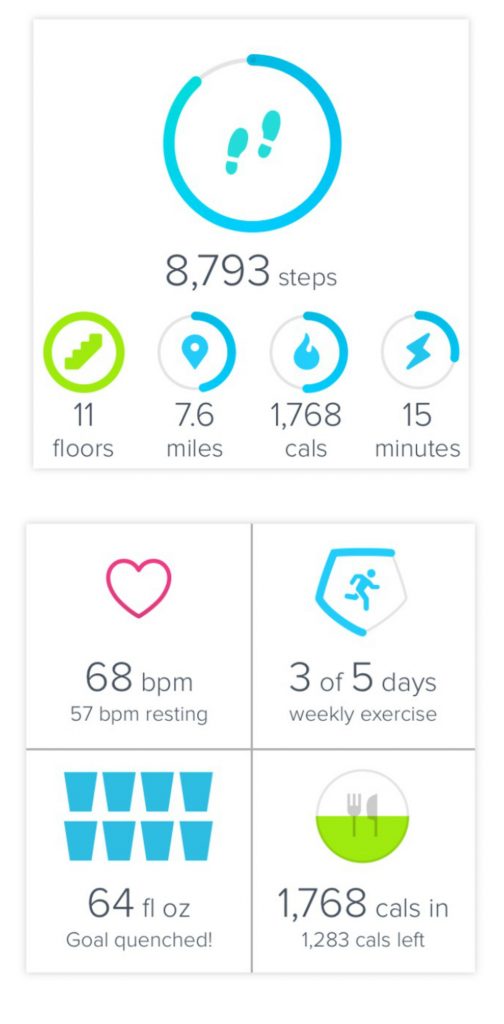 8,793 steps
11 7.6 1,768 15
floors miles cals minutes
68 bpm
57 bpm resting
3 of 5 days
weekly exercise
64 fl oz
Goal quenched!
1,768 cals in
1,283 cals left